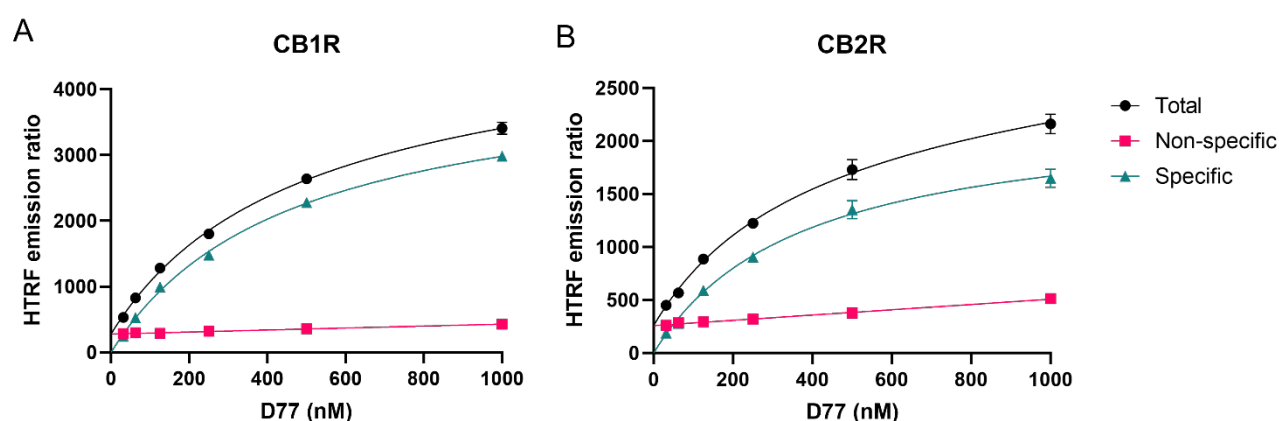 A
CB1R
HTRF emission ratio
4000
3000
2000
1000
0
0 200 400 600 800 1000
D77 (nM)
B
CB2R
HTRF emission ratio
2500
2000
1500
1000
500
0
0 200 400 600 800 1000
D77 (nM)
Total
Non-specific
Specific